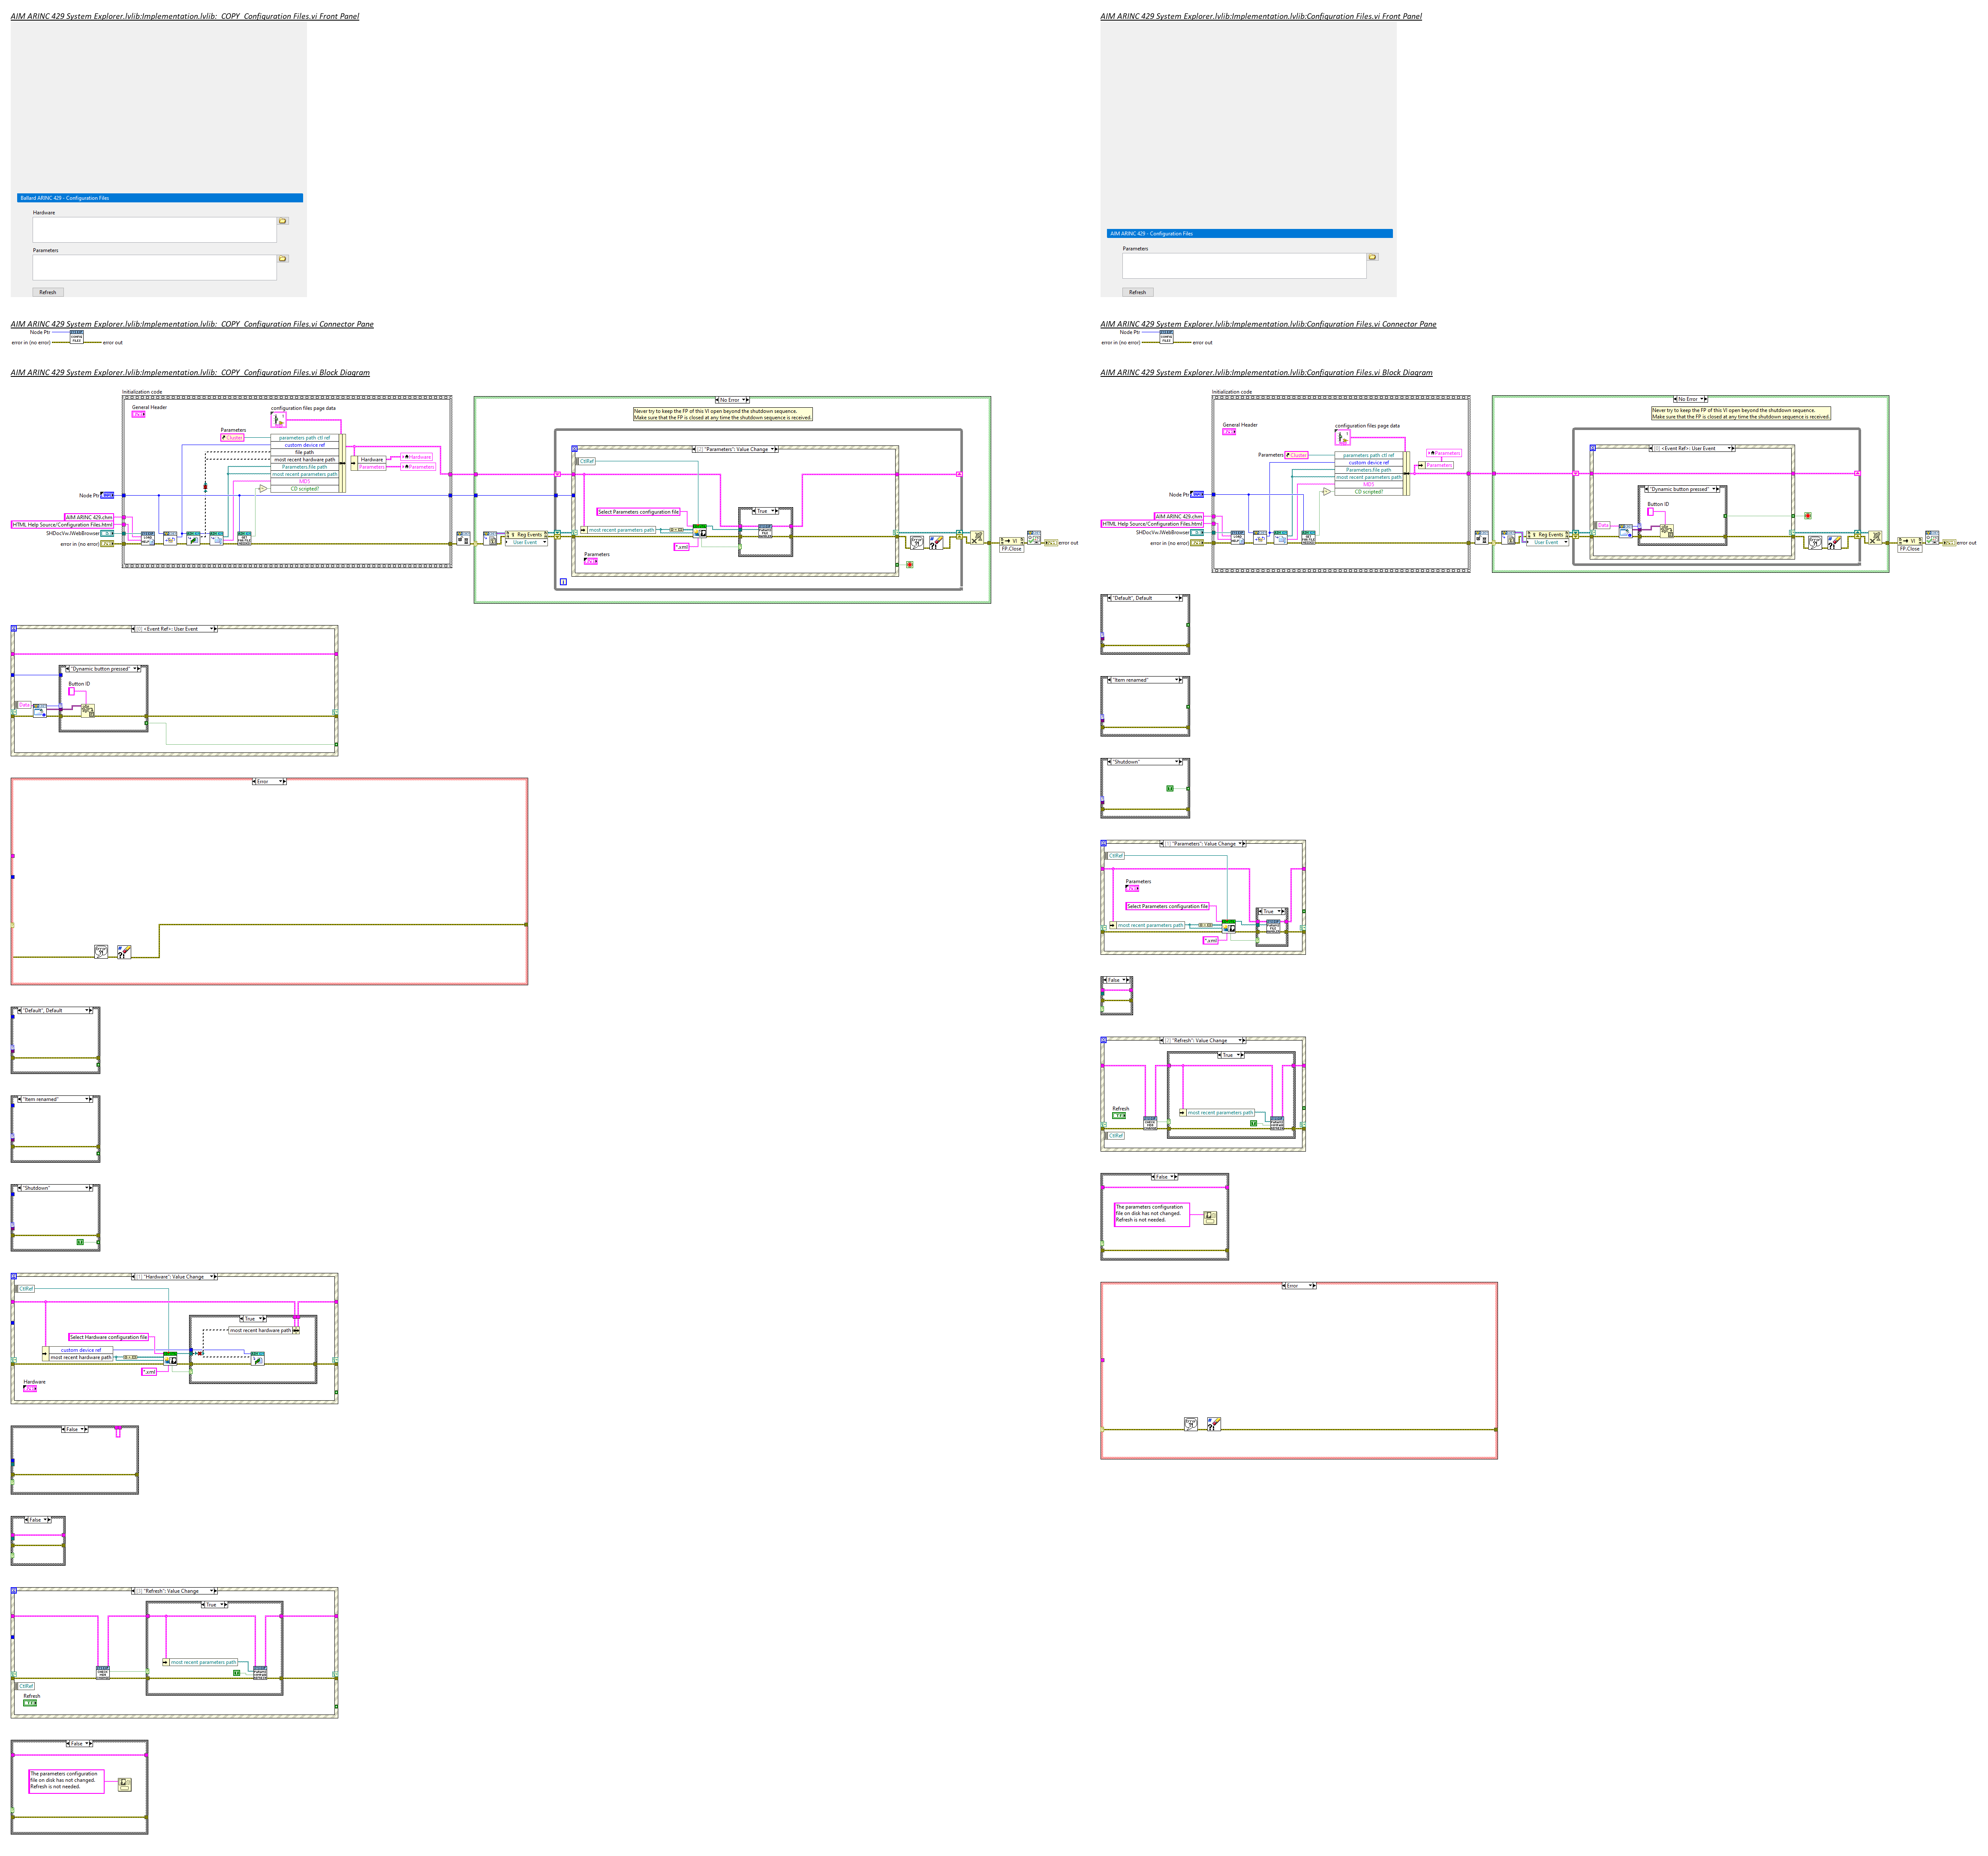 AIM ARINC 429 System Explorer.lvlib:Implementation.lvlib:_COPY_Configuration Files.vi Front Panel
Ballard ARINC 429 - Configuration Files
Hardware
Parameters
Refresh
AIM ARINC 429 System Explorer.lvlib:Implementation.lvlib:_COPY_Configuration Files.vi Connector Pane
Node Ptr
error in (no error)
error out
AIM ARINC 429 System Explorer.lvlib:Implementation.lvlib:_COPY_Configuration Files.vi Block Diagram
Initialization code
General Header
configuration files page data
Parameters
Cluster
parameters path ctl ref
custom device ref
file path
most recent hardware path
Parameters.file path
most recent parameters path
MD5
CD scripted?
Hardware
Parameters
Hardware
Parameters
Node Ptr
AIM ARINC 429.chm
HTML Help Source/Configuration Files.html
SHDocVw.IWebBrowser
error in (no error)
No Error
Never try to keep the FP of this VI open beyond the shutdown sequence.
Make sure that the FP is closed at any time the shutdown sequence is received.
[2] "Parameters": Value Change
CtlRef
Select Parameters configuration file
most recent parameters path
*.xml
True
Parameters
Reg Events
User Event
VI
FP.Close
error out
[0] <Event Ref>: User Event
"Dynamic button pressed"
Button ID
Data
Error
"Default", Default
"Item renamed"
"Shutdown"
[1] "Hardware": Value Change
CtlRef
True
most recent hardware path
Select Hardware configuration file
custom device ref
most recent hardware path
*.xml
Hardware
False
False
[3] "Refresh": Value Change
True
most recent parameters path
CtlRef
Refresh
False
The parameters configuration
file on disk has not changed.
Refresh is not needed.
AIM ARINC 429 System Explorer.lvlib:Implementation.lvlib:Configuration Files.vi Front Panel
AIM ARINC 429 - Configuration Files
Parameters
Refresh
AIM ARINC 429 System Explorer.lvlib:Implementation.lvlib:Configuration Files.vi Connector Pane
Node Ptr
error in (no error)
error out
AIM ARINC 429 System Explorer.lvlib:Implementation.lvlib:Configuration Files.vi Block Diagram
Initialization code
General Header
configuration files page data
Parameters
Cluster
parameters path ctl ref
custom device ref
Parameters.file path
most recent parameters path
MD5
CD scripted?
Parameters
Parameters
Node Ptr
AIM ARINC 429.chm
HTML Help Source/Configuration Files.html
SHDocVw.IWebBrowser
error in (no error)
No Error
Never try to keep the FP of this VI open beyond the shutdown sequence.
Make sure that the FP is closed at any time the shutdown sequence is received.
[0] <Event Ref>: User Event
"Dynamic button pressed"
Button ID
Data
Reg Events
User Event
VI
FP.Close
error out
"Default", Default
"Item renamed"
"Shutdown"
[1] "Parameters": Value Change
CtlRef
Parameters
Select Parameters configuration file
most recent parameters path
*.xml
True
False
[2] "Refresh": Value Change
True
Refresh
most recent parameters path
CtlRef
False
The parameters configuration
file on disk has not changed.
Refresh is not needed.
Error